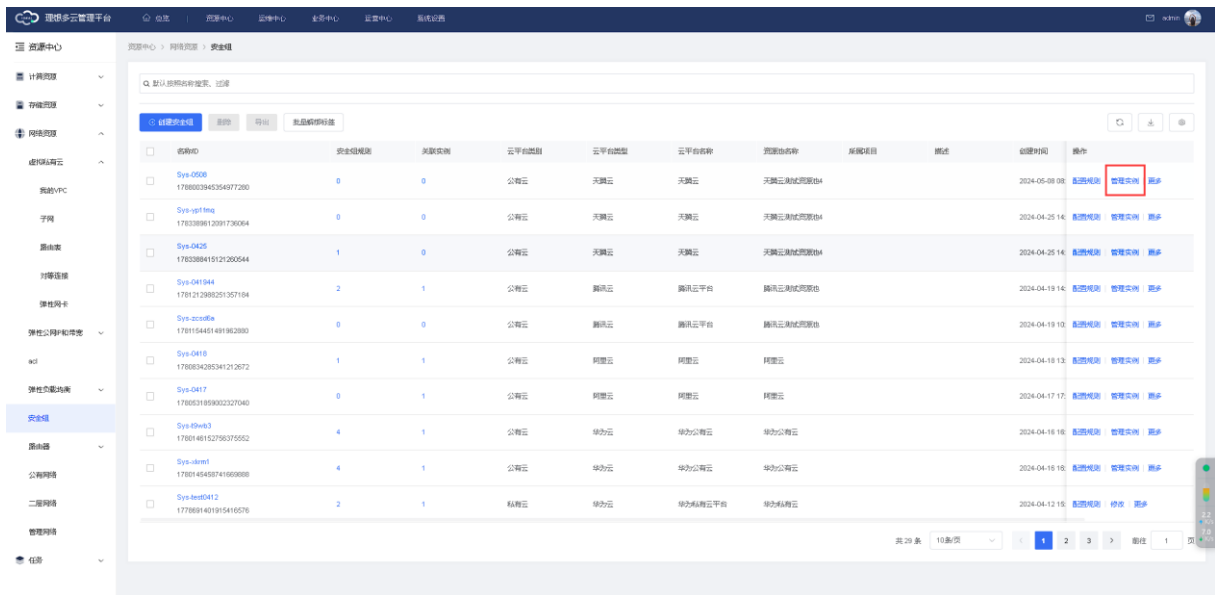 理想多云管理平台 总览 资源中心 运维中心 业务中心 运营中心 系统设置 admin
资源中心
资源中心 > 网络资源 > 安全组
计算资源
存储资源
网络资源
虚拟私有云
我的VPC
子网
路由表
对等连接
弹性网卡
弹性公网IP和带宽
acl
弹性负载均衡
安全组
路由器
公有网络
二层网络
管理网络
任务
默认按照名称搜索、过滤
创建安全组 删除 导出 批量解绑标签
名称/ID 安全组规则 关联实例 云平台类别 云平台类型 云平台名称 资源池名称 所属项目 描述 创建时间 操作
Sys-0508
1788083945354977280 0 0 公有云 天翼云 天翼云 天翼云测试资源池4 2024-05-08 08: 配置规则 管理实例 更多
Sys-yp11mq
1783389612091736064 0 0 公有云 天翼云 天翼云 天翼云测试资源池4 2024-04-25 14: 配置规则 管理实例 更多
Sys-0425
1783388415121260544 1 0 公有云 天翼云 天翼云 天翼云测试资源池4 2024-04-25 14: 配置规则 管理实例 更多
Sys-041944
1781212988251357184 2 1 公有云 腾讯云 腾讯云平台 腾讯云测试资源池 2024-04-19 14: 配置规则 管理实例 更多
Sys-zcsd6a
1781154451491962880 0 0 公有云 腾讯云 腾讯云平台 腾讯云测试资源池 2024-04-19 10: 配置规则 管理实例 更多
Sys-0418
1780834285341212672 1 1 公有云 阿里云 阿里云 阿里云 2024-04-18 13: 配置规则 管理实例 更多
Sys-0417
1780531859002327040 0 1 公有云 阿里云 阿里云 阿里云 2024-04-17 17: 配置规则 管理实例 更多
Sys-t9wb3
1780146152756375552 4 1 公有云 华为云 华为公有云 华为公有云 2024-04-16 16: 配置规则 管理实例 更多
1780145458741669888 4 1 公有云 华为云 华为公有云 华为公有云 2024-04-16 16: 配置规则 管理实例 更多
Sys-test0412
1778691401915416576 2 1 私有云 华为云 华为私有云平台 华为私有云 2024-04-12 15: 配置规则 修改 更多
共 29 条 10条/页 < 1 2 3 > 前往 1 页